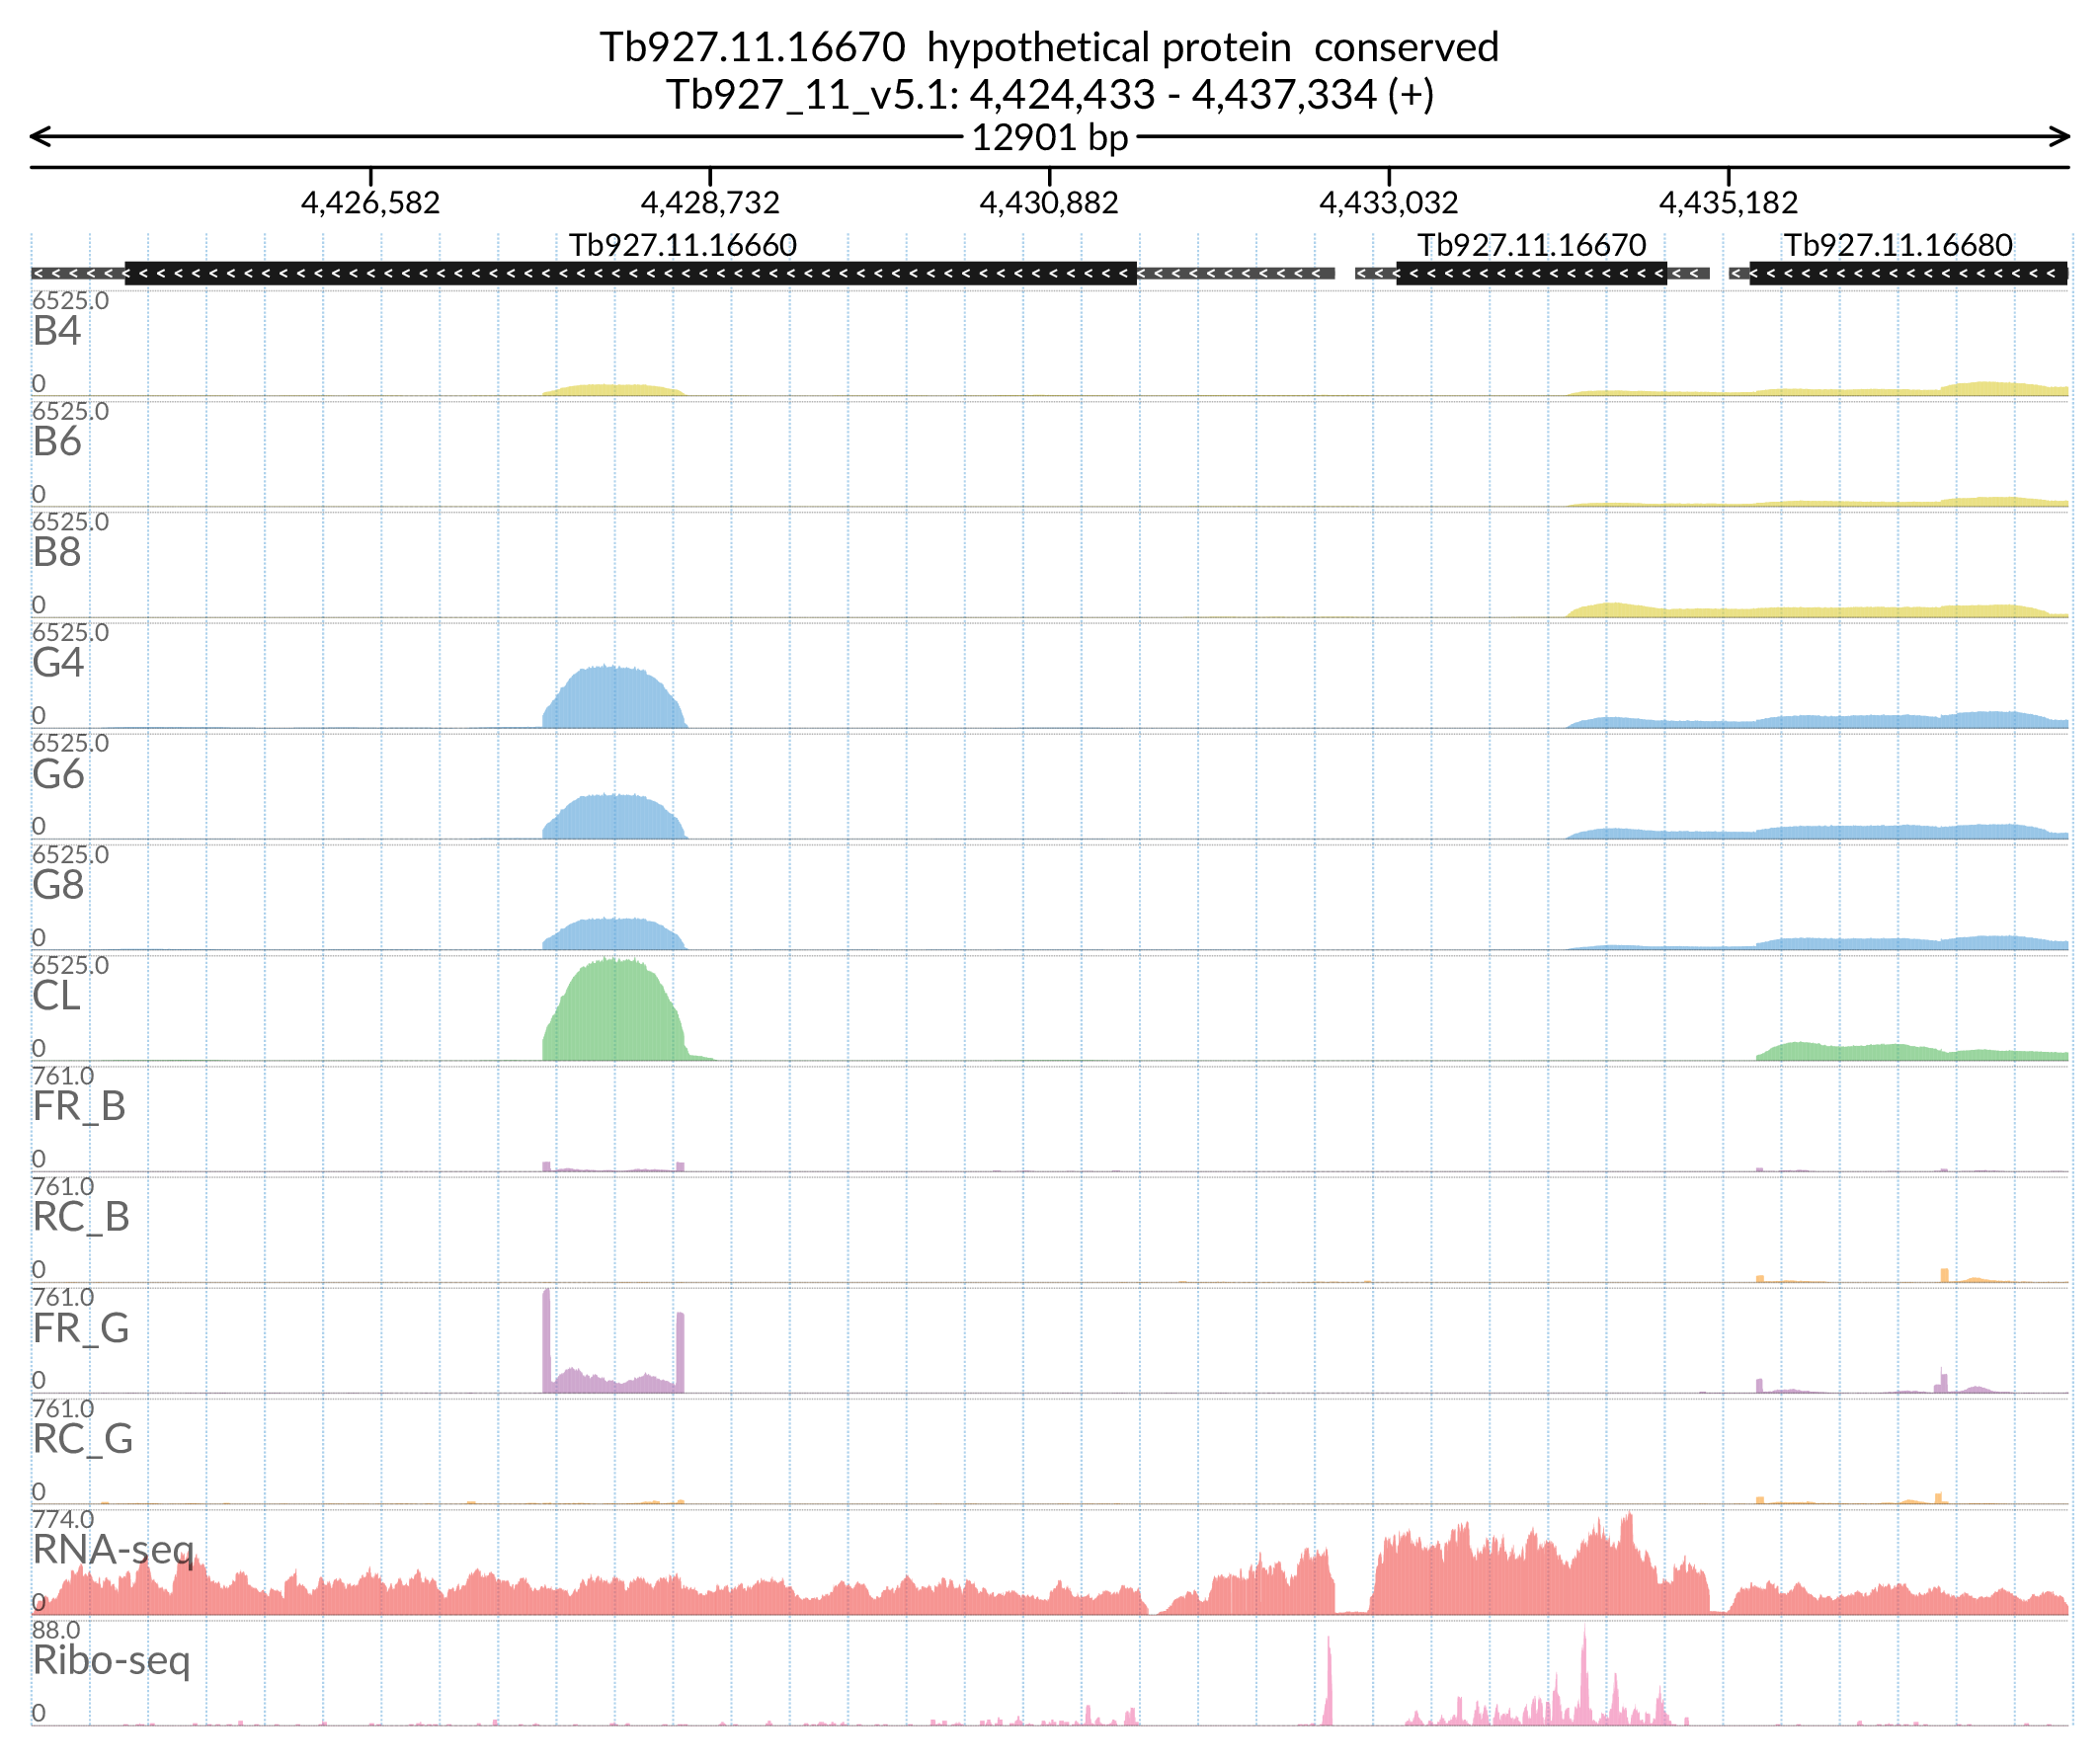 Tb927.11.16670 hypothetical protein conserved
Tb927_11_v5.1: 4,424,433 - 4,437,334 (+)
12901 bp
4,426,582 4,428,732 4,430,882 4,433,032 4,435,182
Tb927.11.16660 Tb927.11.16670 Tb927.11.16680
6525.0
B4
0
6525.0
B6
0
6525.0
B8
0
6525.0
G4
0
6525.0
G6
0
6525.0
G8
0
6525.0
CL
0
761.0
FR_B
0
761.0
RC_B
0
761.0
FR_G
0
761.0
RC_G
0
774.0
RNA-seq
0
88.0
Ribo-seq
0